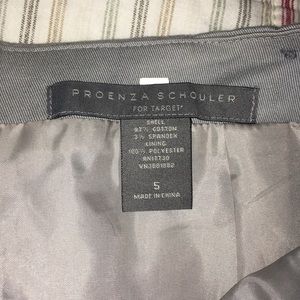 PROENZA SCHOULER
FOR TARGET
SHELL
97% COTTON
3% SPANDEX
LINING
100% POLYESTER
5
MADE IN CHINA